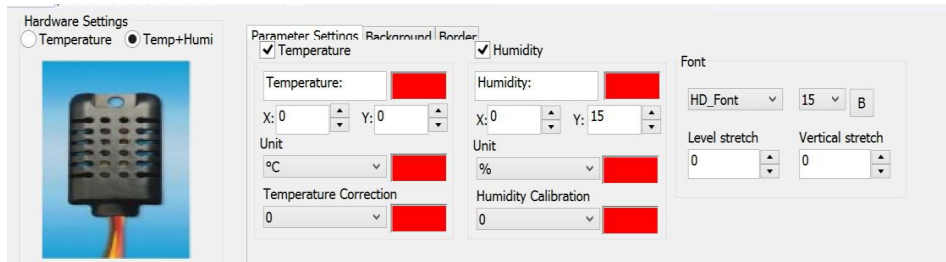 Hardware Settings
Temperature Temp+Humi
Parameter Settings Background Border
Temperature
Temperature:
X: 0 Y: 0
Unit
°C
Temperature Correction
0
Humidity
Humidity:
X: 0 Y: 15
Unit
%
Humidity Calibration
0
Font
HD_Font 15 B
Level stretch Vertical stretch
0 0